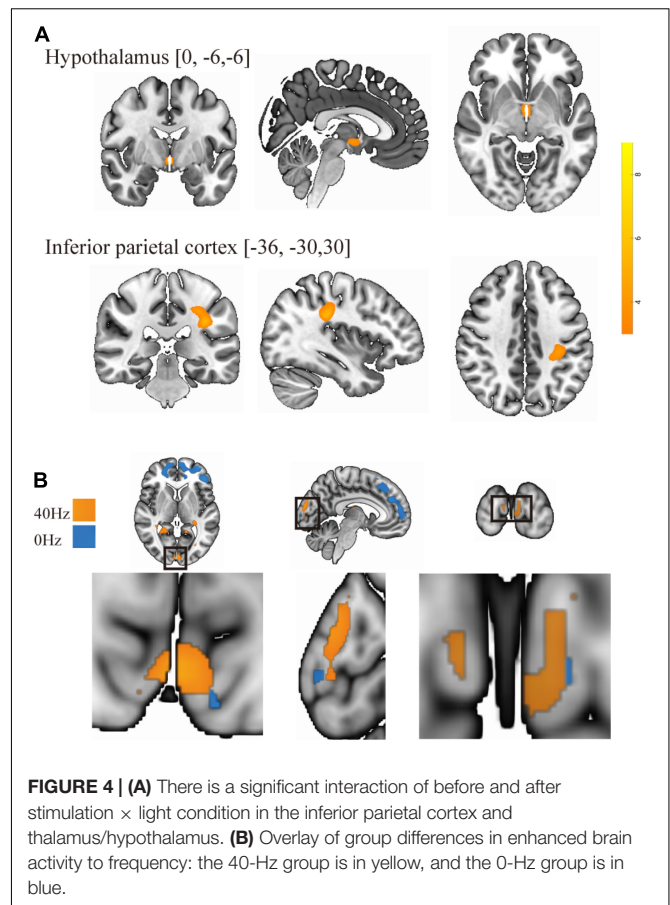 A
Hypothalamus [0, -6,-6]
8
6
4
Inferior parietal cortex [-36, -30,30]
B
40Hz
0Hz
FIGURE 4 | (A) There is a significant interaction of before and after
stimulation × light condition in the inferior parietal cortex and
thalamus/hypothalamus. (B) Overlay of group differences in enhanced brain
activity to frequency: the 40-Hz group is in yellow, and the 0-Hz group is in
blue.